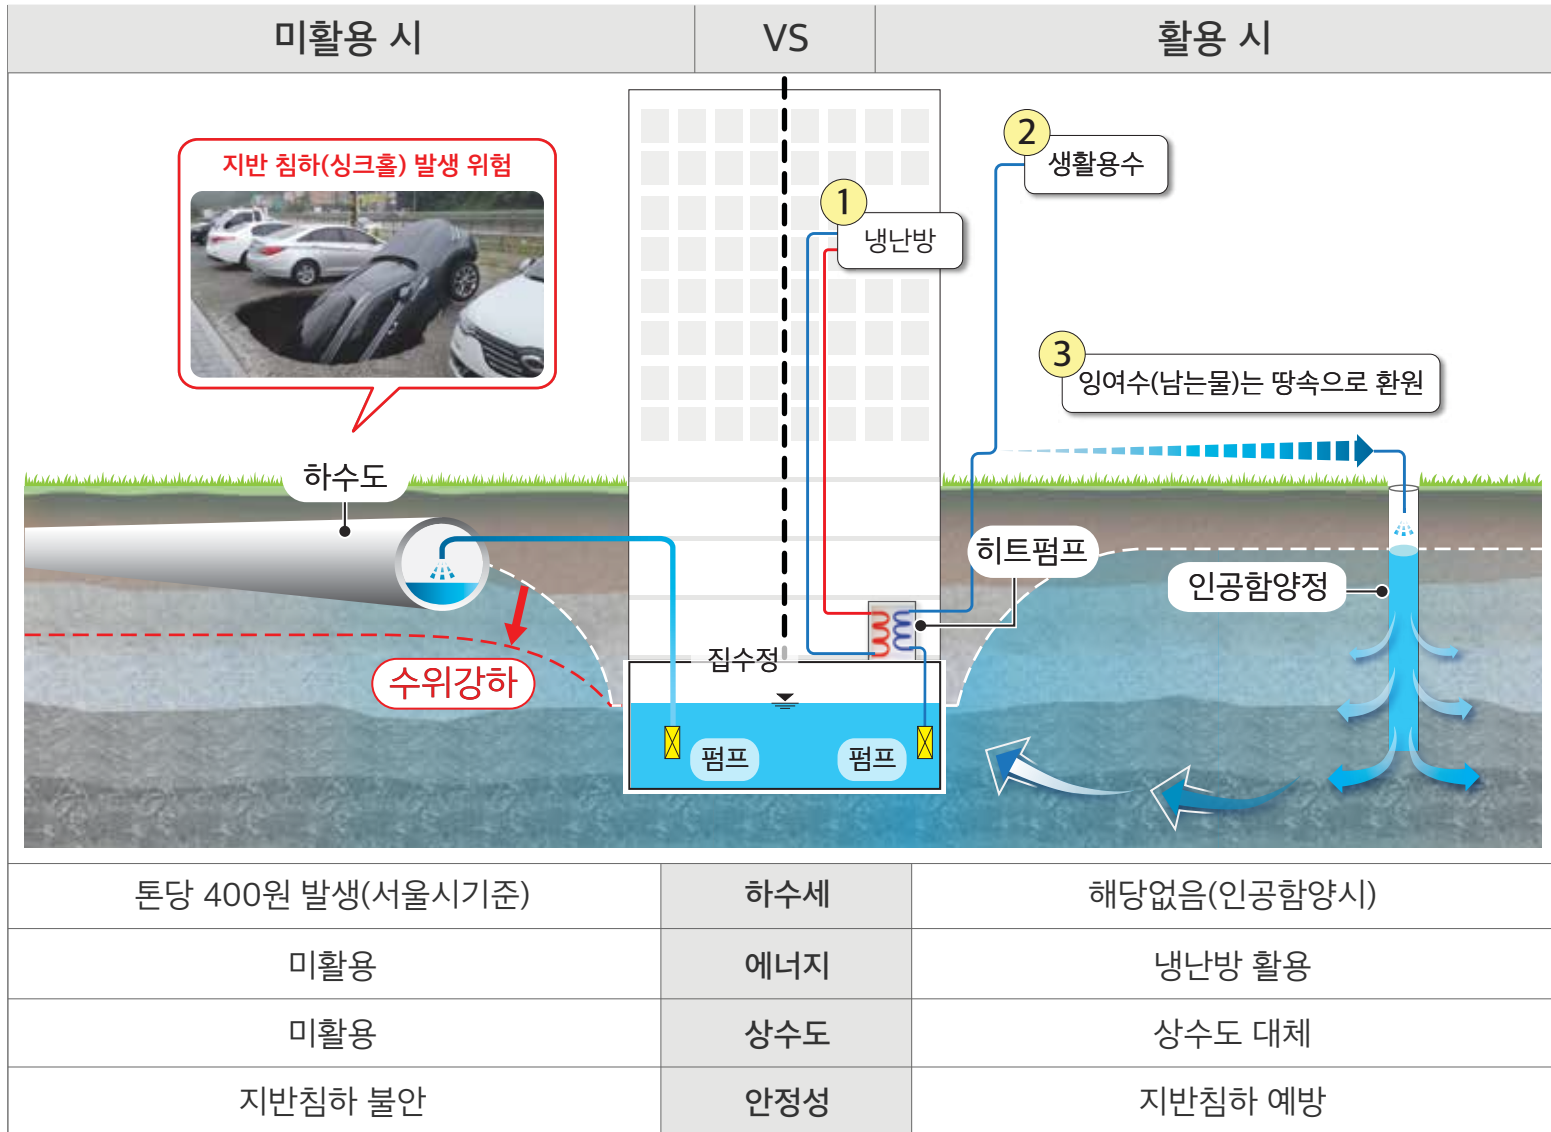 미활용 시
VS
활용 시
지반 침하(싱크홀) 발생 위험
2
생활용수
1
냉난방
3
잉여수(남는물)는 땅속으로 환원
하수도
히트펌프
인공함양정
집수정
수위강하
펌프
펌프
톤당 400원 발생(서울시기준)
하수세
해당없음(인공함양시)
미활용
에너지
냉난방 활용
미활용
상수도
상수도 대체
지반침하 불안
안정성
지반침하 예방